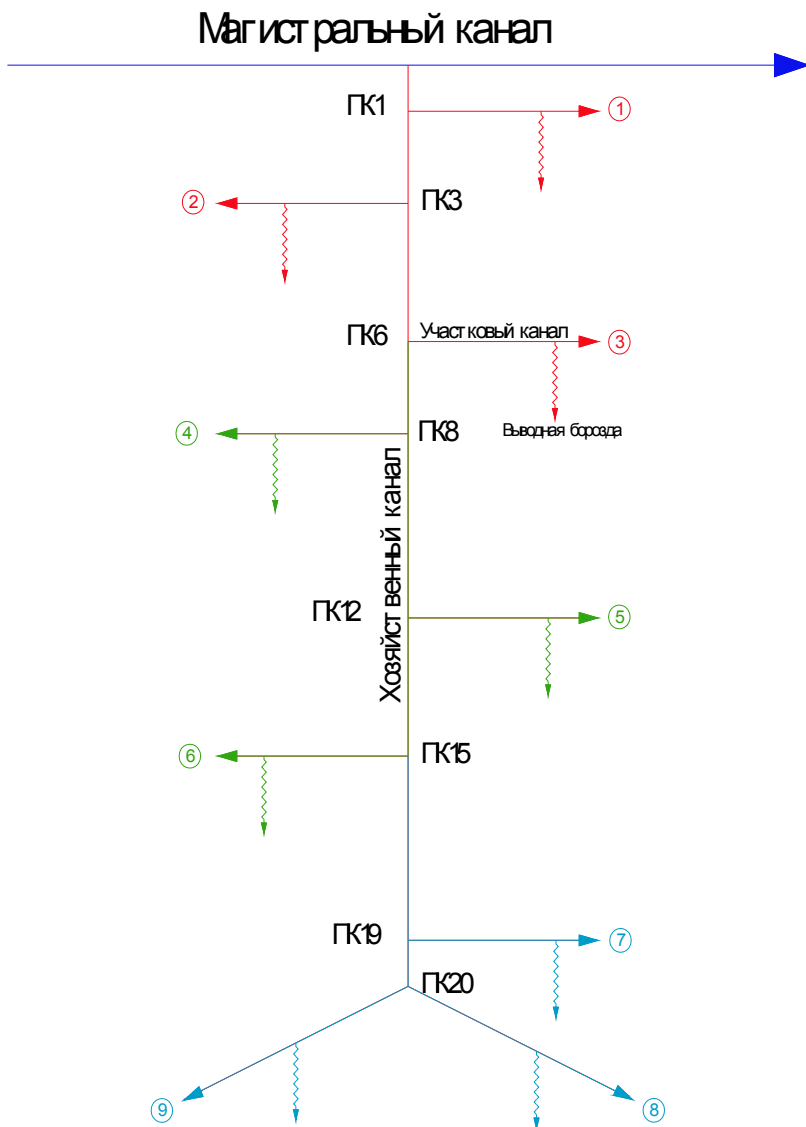 Магистральный канал
ПК1
1
2
ПК3
ПК6
Участковый канал
3
4
ПК8
Выводная борозда
Хозяйственный канал
ПК12
5
6
ПК15
ПК19
7
ПК20
9
8